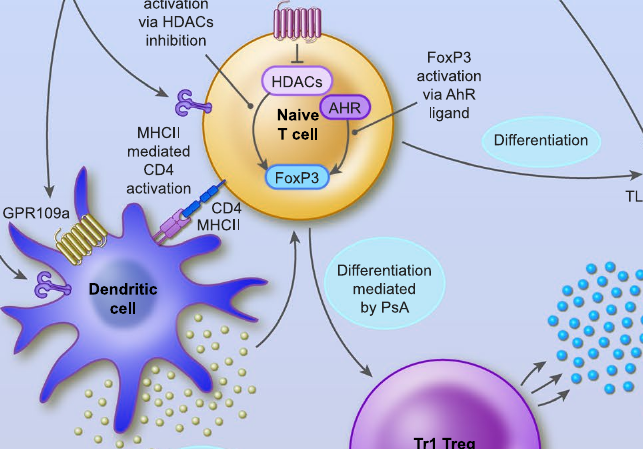 activation
via HDACs
inhibition
HDACs
AHR
Naive
T cell
FoxP3
FoxP3
activation
via AhR
ligand
MHCII
mediated
CD4
activation
Differentiation
TL
CD4
MHCII
GPR109a
Dendritic
cell
Differentiation
mediated
by PsA
Tr1 Treg